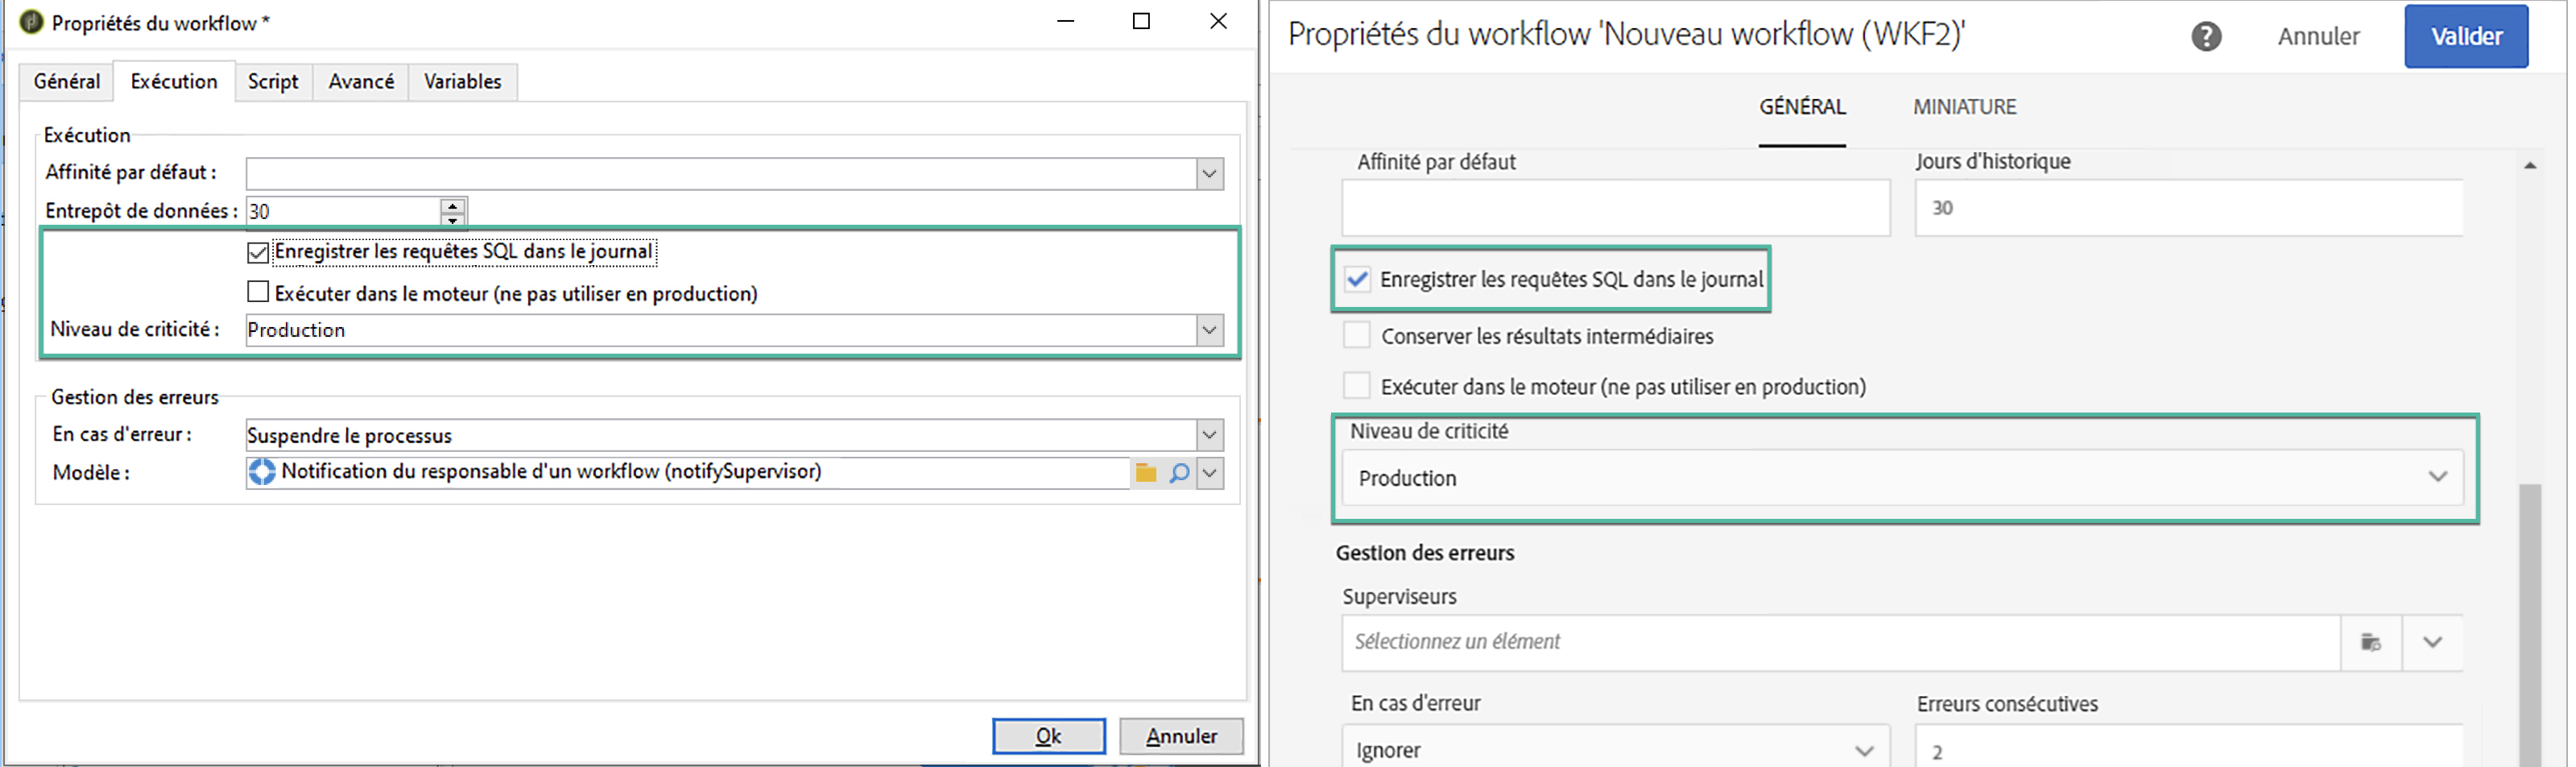 Propriétés du workflow *
Général Exécution Script Avancé Variables
Exécution
Affinité par défaut :
Entrepôt de données : 30
Enregistrer les requêtes SQL dans le journal
Exécuter dans le moteur (ne pas utiliser en production)
Niveau de criticité : Production
Gestion des erreurs
En cas d'erreur : Suspendre le processus
Modèle : Notification du responsable d'un workflow (notifySupervisor)
Ok Annuler
Propriétés du workflow 'Nouveau workflow (WKF2)'
Annuler Valider
GÉNÉRAL MINIATURE
Affinité par défaut Jours d'historique
30
Enregistrer les requêtes SQL dans le journal
Conserver les résultats intermédiaires
Exécuter dans le moteur (ne pas utiliser en production)
Niveau de criticité
Production
Gestion des erreurs
Superviseurs
Sélectionnez un élément
En cas d'erreur Erreurs consécutives
Ignorer 2